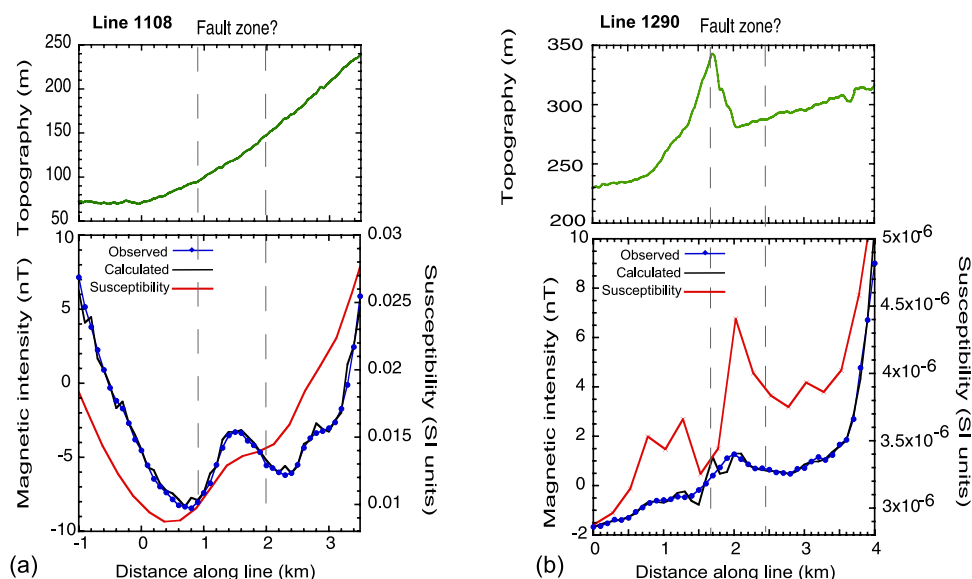 Line 1108
Fault zone?
250
200
150
100
50
Topography (m)
10
5
0
-5
-10
Magnetic intensity (nT)
Observed
Calculated
Susceptibility
0.03
0.025
0.02
0.015
0.01
Susceptibility (SI units)
-1
0
1
2
3
Distance along line (km)
(a)
Line 1290
Fault zone?
350
300
250
200
Topography (m)
10
8
6
4
2
0
-2
Magnetic intensity (nT)
Observed
Calculated
Susceptibility
5x10⁻⁶
4.5x10⁻⁶
4x10⁻⁶
3.5x10⁻⁶
3x10⁻⁶
Susceptibility (SI units)
0
1
2
3
4
Distance along line (km)
(b)